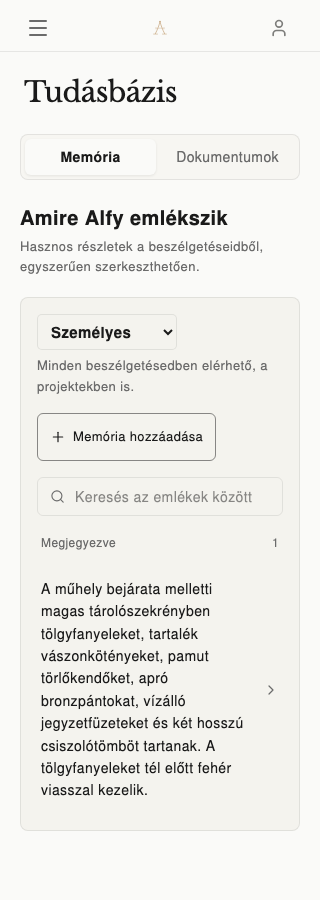 Tudásbázis
Memória
Dokumentumok
Amire Alfy emlékszik
Hasznos részletek a beszélgetéseidből,
egyszerűen szerkeszthetően.
Személyes
Minden beszélgetésedben elérhető, a
projektekben is.
Memória hozzáadása
Keresés az emlékek között
Megjegyezve 1
A műhely bejárata melletti
magas tárolószekrényben
tölgyfanyeleket, tartalék
vászonkötényeket, pamut
törlőkendőket, apró
bronzpántokat, vízálló
jegyzetfüzeteket és két hosszú
csiszolótömböt tartanak. A
tölgyfanyeleket tél előtt fehér
viasszal kezelik.